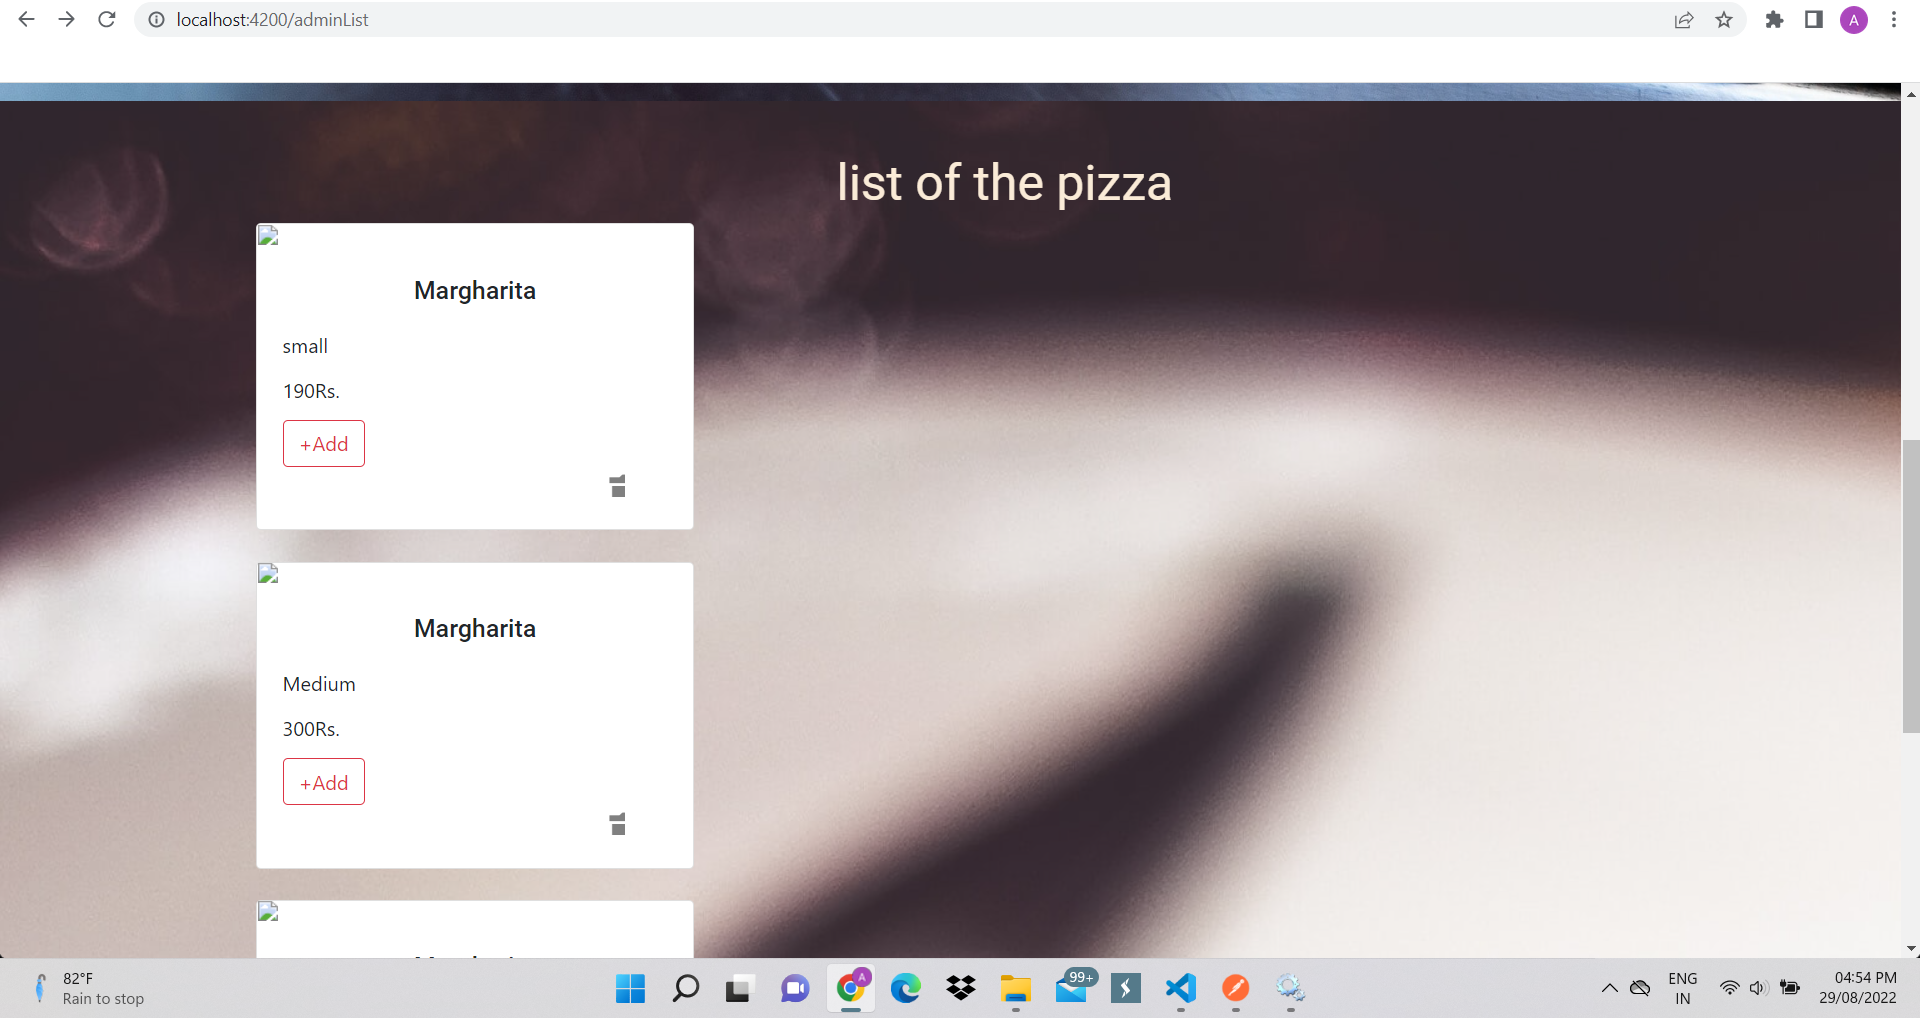 localhost:4200/adminList
A
list of the pizza
Margharita
small
190Rs.
+Add
Margharita
Medium
300Rs.
+Add
82°F
Rain to stop
A
99+
ENG
IN
04:54 PM
29/08/2022